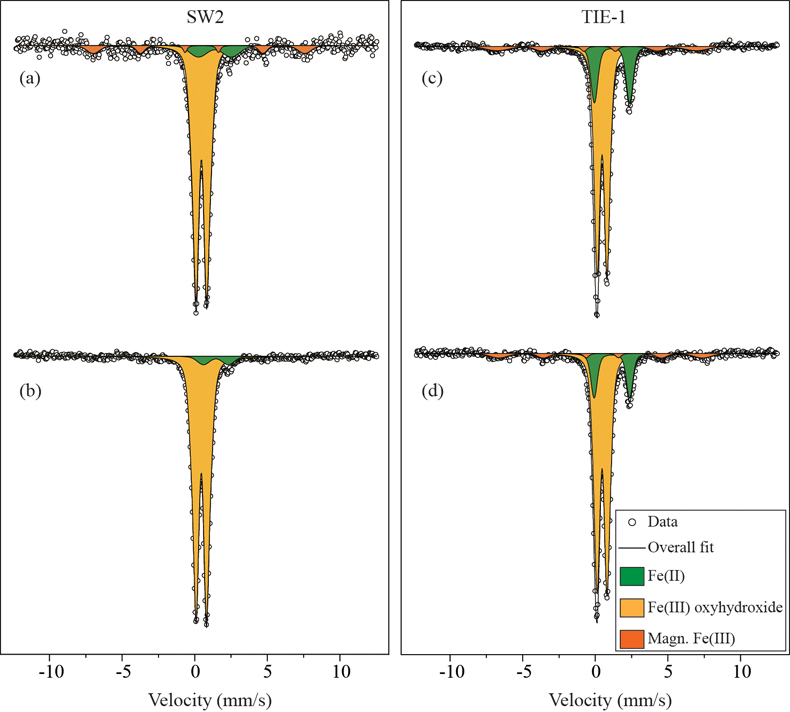 SW2
TIE-1
(a)
(c)
(b)
(d)
Data
Overall fit
Fe(II)
Fe(III) oxyhydroxide
Magn. Fe(III)
-10 -5 0 5 10
-10 -5 0 5 10
Velocity (mm/s)
Velocity (mm/s)